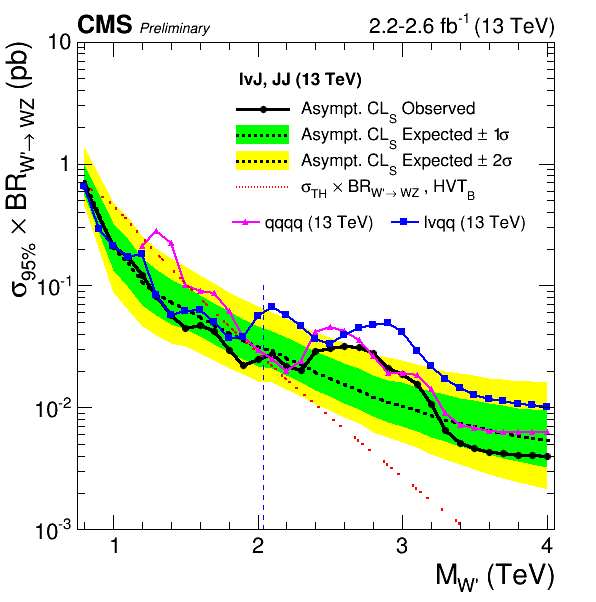 CMS Preliminary 2.2-2.6 fb⁻¹ (13 TeV)
σ95% × BRW'→ WZ (pb)
10
1
10⁻¹
10⁻²
10⁻³
lvJ, JJ (13 TeV)
Asympt. CLS Observed
Asympt. CLS Expected ± 1σ
Asympt. CLS Expected ± 2σ
σTH × BRW'→ WZ , HVTB
qqqq (13 TeV) lvqq (13 TeV)
1 2 3 4
MW' (TeV)